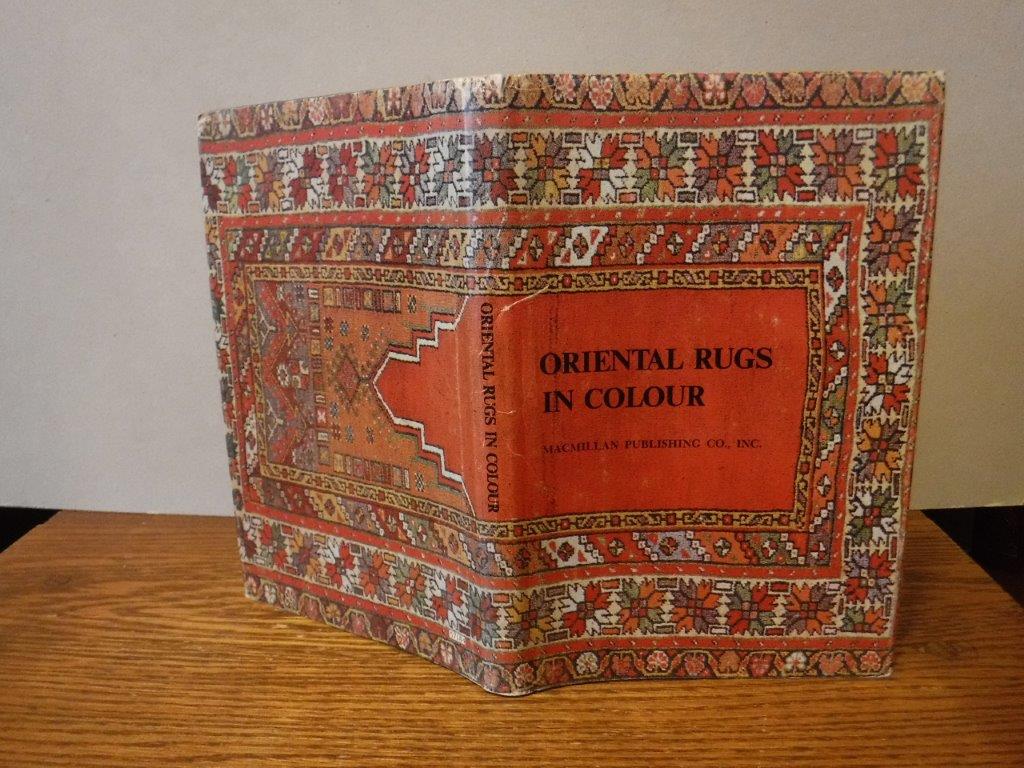 ORIENTAL RUGS IN COLOUR
ORIENTAL RUGS
IN COLOUR
MACMILLAN PUBLISHING CO., INC.